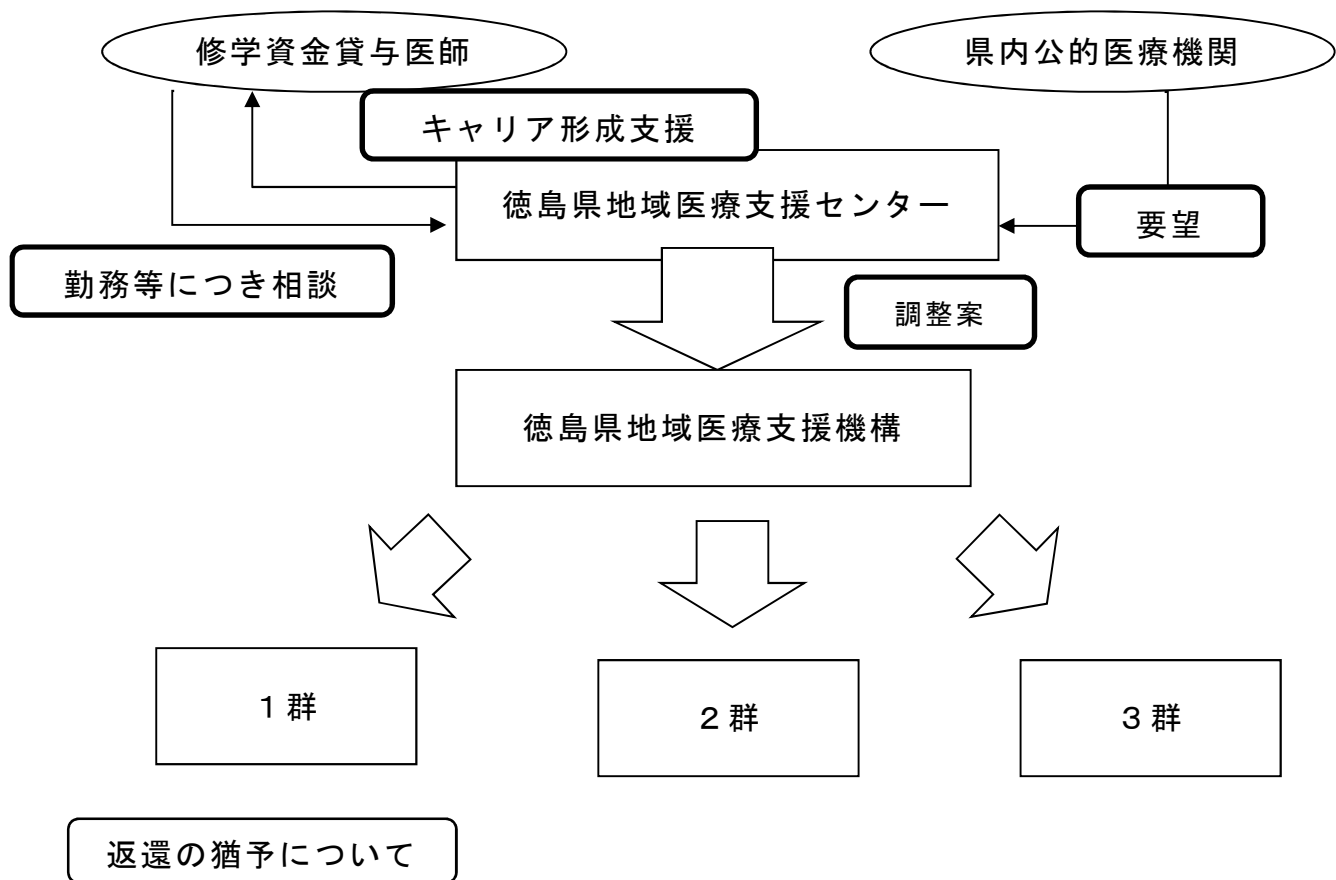 修学資金貸与医師
県内公的医療機関
キャリア形成支援
徳島県地域医療支援センター
要望
勤務等につき相談
調整案
徳島県地域医療支援機構
１群
２群
３群
返還の猶予について